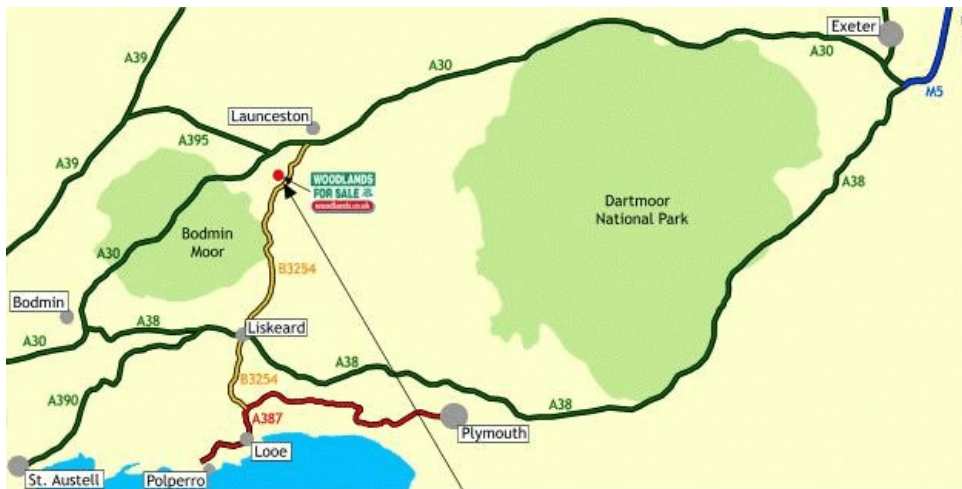 Exeter
A39
A30
A30
M5
Launceston
A395
A39
WOODLANDS
FOR SALE
woodlands.co.uk
A38
Dartmoor
National Park
Bodmin
Moor
A30
B3254
Bodmin
A38
Liskeard
A30
A38
B3254
A390
A387
A38
Plymouth
Looe
St. Austell
Polperro